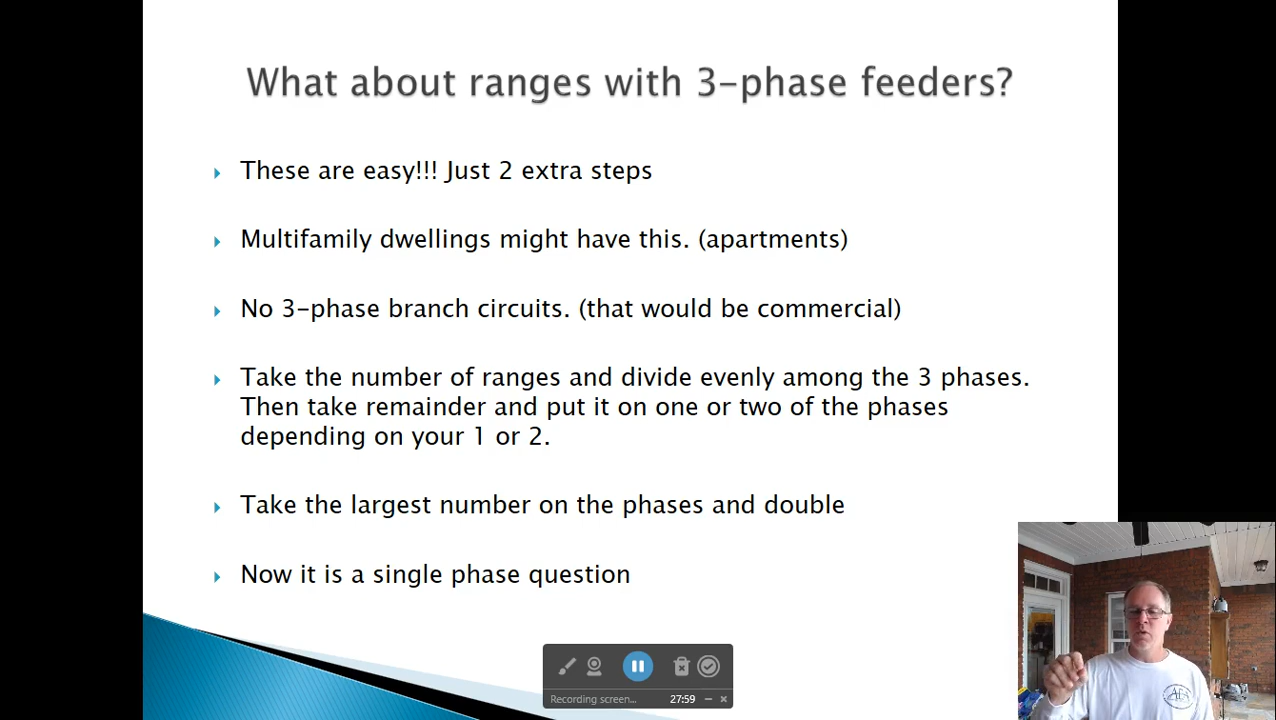 What about ranges with 3-phase feeders?
These are easy!!! Just 2 extra steps
Multifamily dwellings might have this. (apartments)
No 3-phase branch circuits. (that would be commercial)
Take the number of ranges and divide evenly among the 3 phases.
Then take remainder and put it on one or two of the phases
depending on your 1 or 2.
Take the largest number on the phases and double
Now it is a single phase question
Recording screen... 27:59